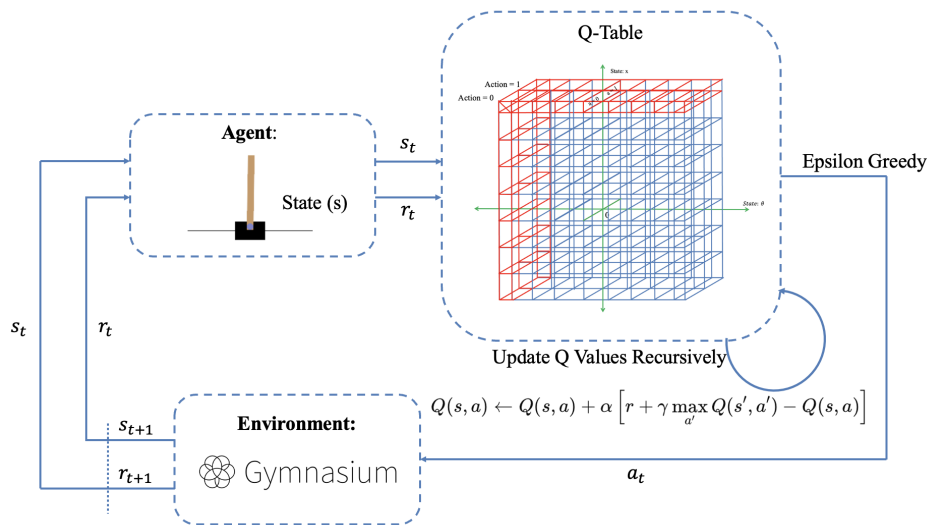 Q-Table
State: x
Action = 1
Action = 0
State: θ
0
Agent:
State (s)
s_t
r_t
Epsilon Greedy
s_t
r_t
Update Q Values Recursively
Q(s, a) ← Q(s, a) + α [r + γ max_{a'} Q(s', a') − Q(s, a)]
Environment:
Gymnasium
s_{t+1}
r_{t+1}
a_t